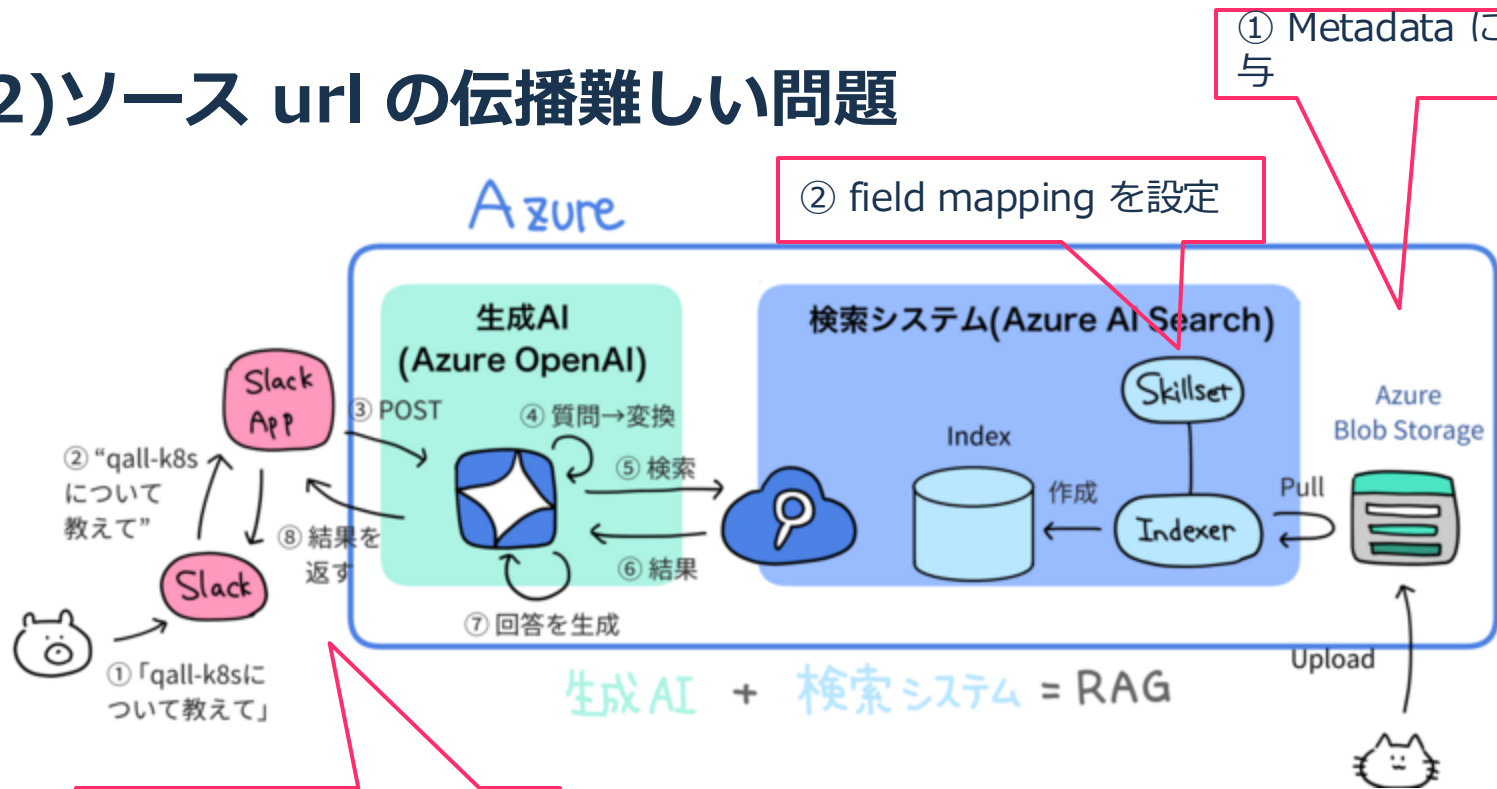 ① Metadata に
与
2)ソース url の伝播難しい問題
② field mapping を設定
Azure
生成AI
(Azure OpenAI)
検索システム(Azure AI Search)
Slack
App
③ POST
④ 質問→変換
Skillset
Azure
Blob Storage
② “qall-k8s
について
教えて”
⑤ 検索
Index
作成
Pull
Indexer
⑧ 結果を
返す
⑥ 結果
Slack
⑦ 回答を生成
①「qall-k8sに
ついて教えて」
Upload
生成AI + 検索システム = RAG